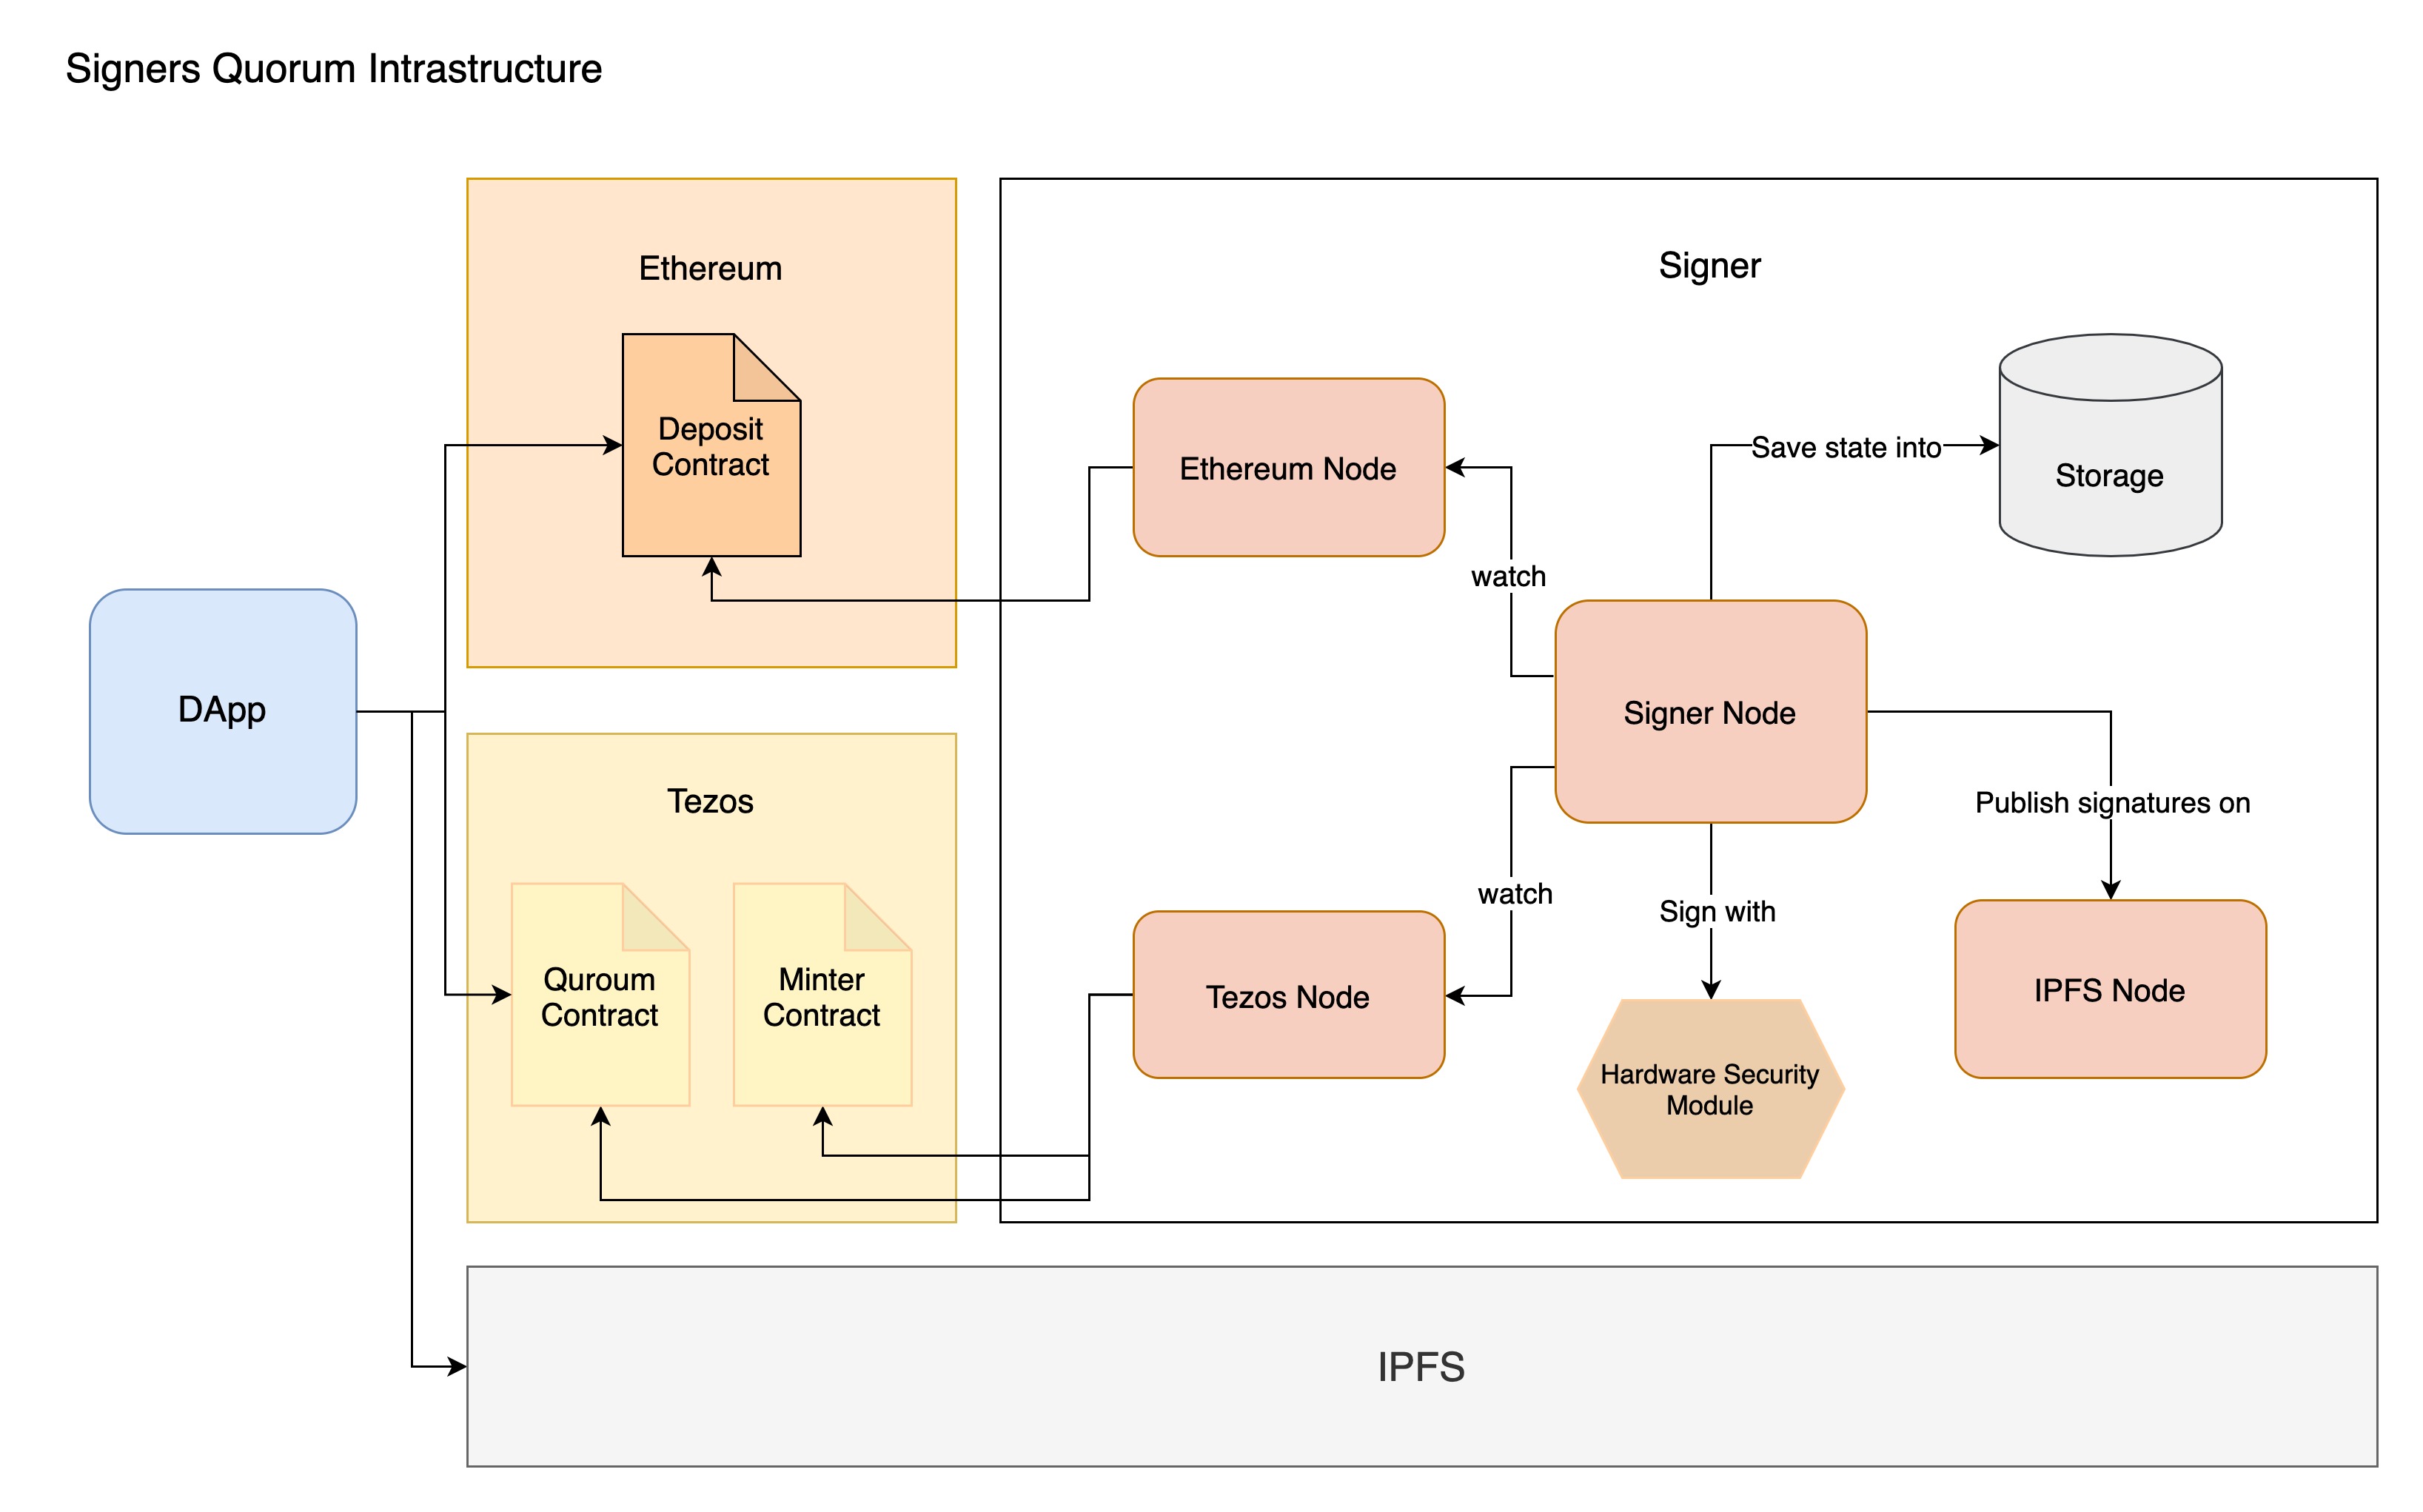 Signers Quorum Intrastructure
Ethereum
Deposit
Contract
DApp
Tezos
Quroum
Contract
Minter
Contract
Signer
Ethereum Node
Save state into
Storage
watch
Signer Node
Publish signatures on
watch
Sign with
Tezos Node
IPFS Node
Hardware Security
Module
IPFS